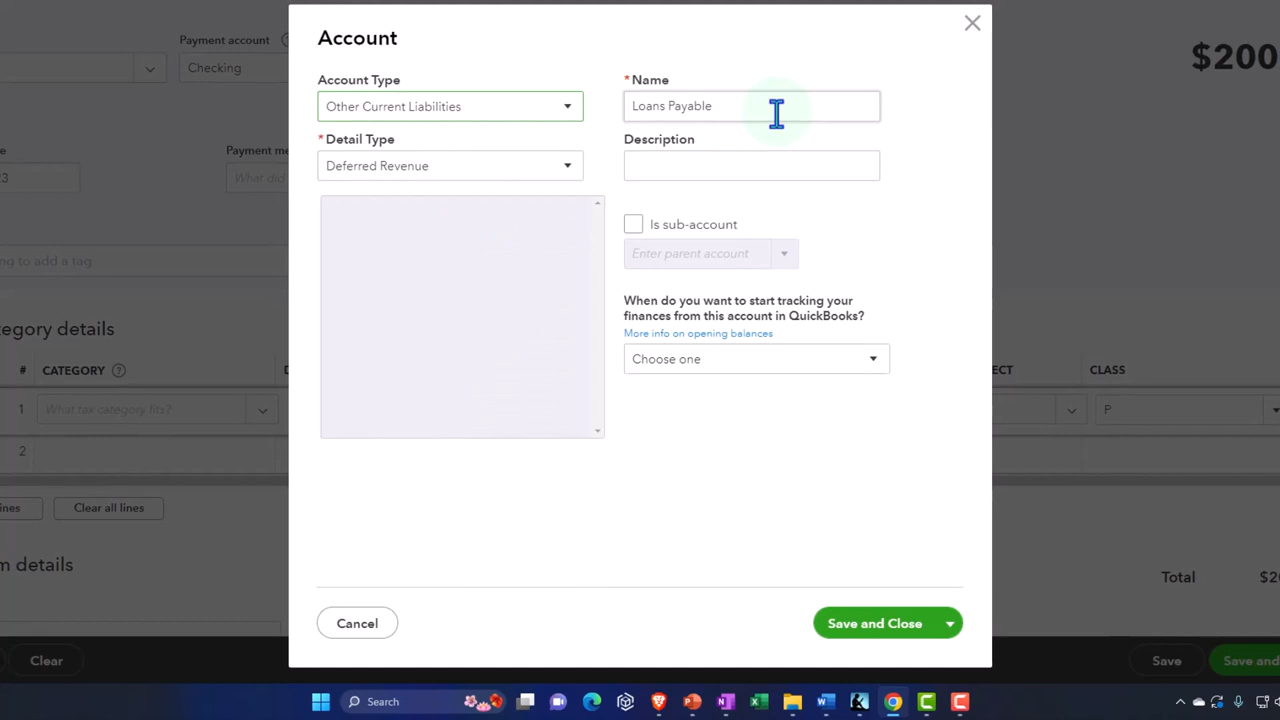 Account
Payment account
$200
Checking
Account Type
* Name
Other Current Liabilities
Loans Payable
* Detail Type
Description
Deferred Revenue
Payment me
3
What did
Is sub-account
Enter parent account
ng to add a tag
When do you want to start tracking your
finances from this account in QuickBooks?
More info on opening balances
Choose one
tegory details
# CATEGORY ? D
ECT CLASS
1 What tax category fits?
P
2
nes
Clear all lines
m details
Total $20
Cancel
Save and Close
Clear
Save
Save and
Search